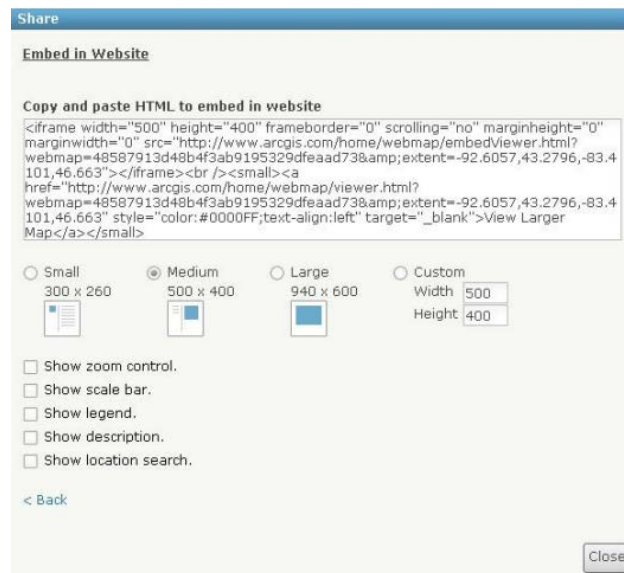 Share
Embed in Website
Copy and paste HTML to embed in website
<iframe width="500" height="400" frameborder="0" scrolling="no" marginheight="0"
marginwidth="0" src="http://www.arcgis.com/home/webmap/embedViewer.html?
webmap=48587913d48b4f3ab9195329dfeaad73&amp;extent=-92.6057,43.2796,-83.4
101,46.663"></iframe><br /><small><a
href="http://www.arcgis.com/home/webmap/viewer.html?
webmap=48587913d48b4f3ab9195329dfeaad73&amp;extent=-92.6057,43.2796,-83.4
101,46.663" style="color:#0000FF;text-align:left" target="_blank">View Larger
Map</a></small>
Small Medium Large Custom
300 x 260 500 x 400 940 x 600 Width 500
Height 400
Show zoom control.
Show scale bar.
Show legend.
Show description.
Show location search.
< Back
Close